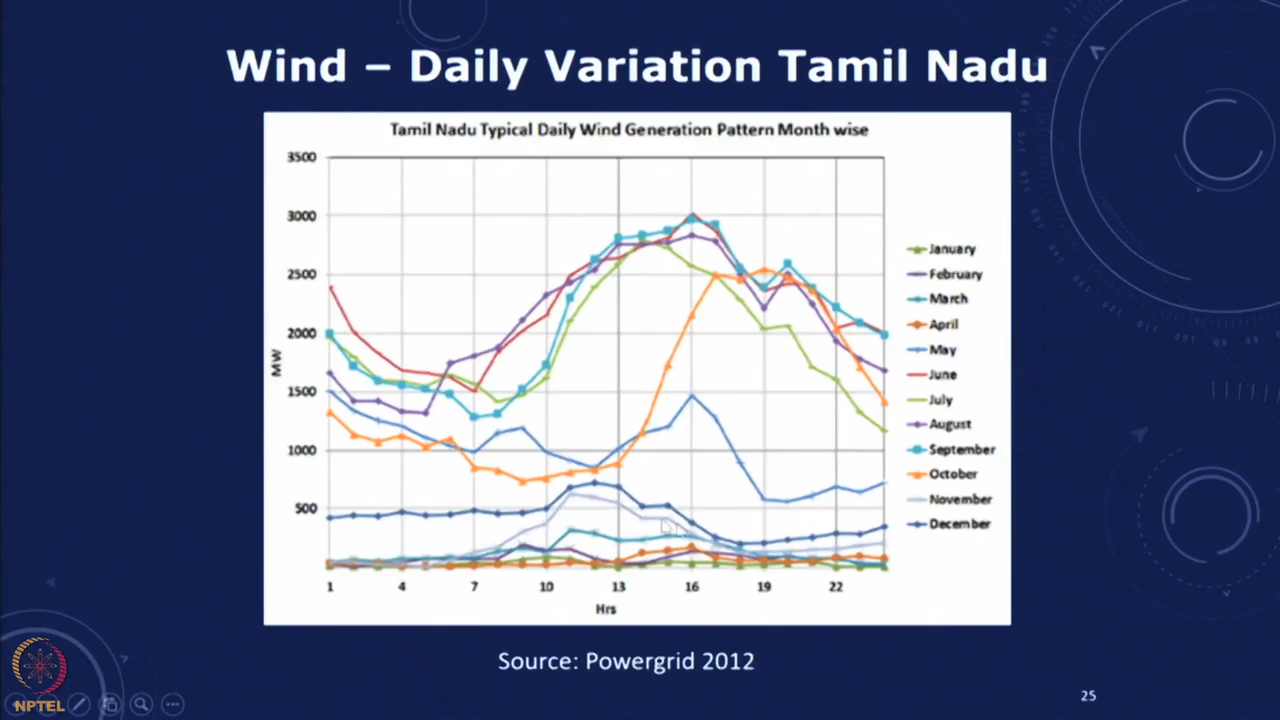 Wind – Daily Variation Tamil Nadu
Tamil Nadu Typical Daily Wind Generation Pattern Month wise
3500
3000
2500
2000
1500
1000
500
MW
1 4 7 10 13 16 19 22
Hrs
January
February
March
April
May
June
July
August
September
October
November
December
Source: Powergrid 2012
25
NPTEL